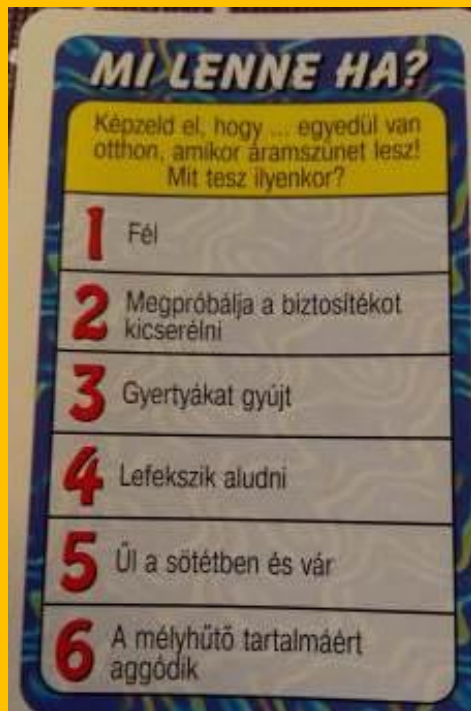 MI LENNE HA?
Képzeld el, hogy ... egyedül van
otthon, amikor áramszünet lesz!
Mit tesz ilyenkor?
1 Fél
2 Megpróbálja a biztosítékot
kicserélni
3 Gyertyákat gyújt
4 Lefekszik aludni
5 Ül a sötétben és vár
6 A mélyhűtő tartalmáért
aggódik